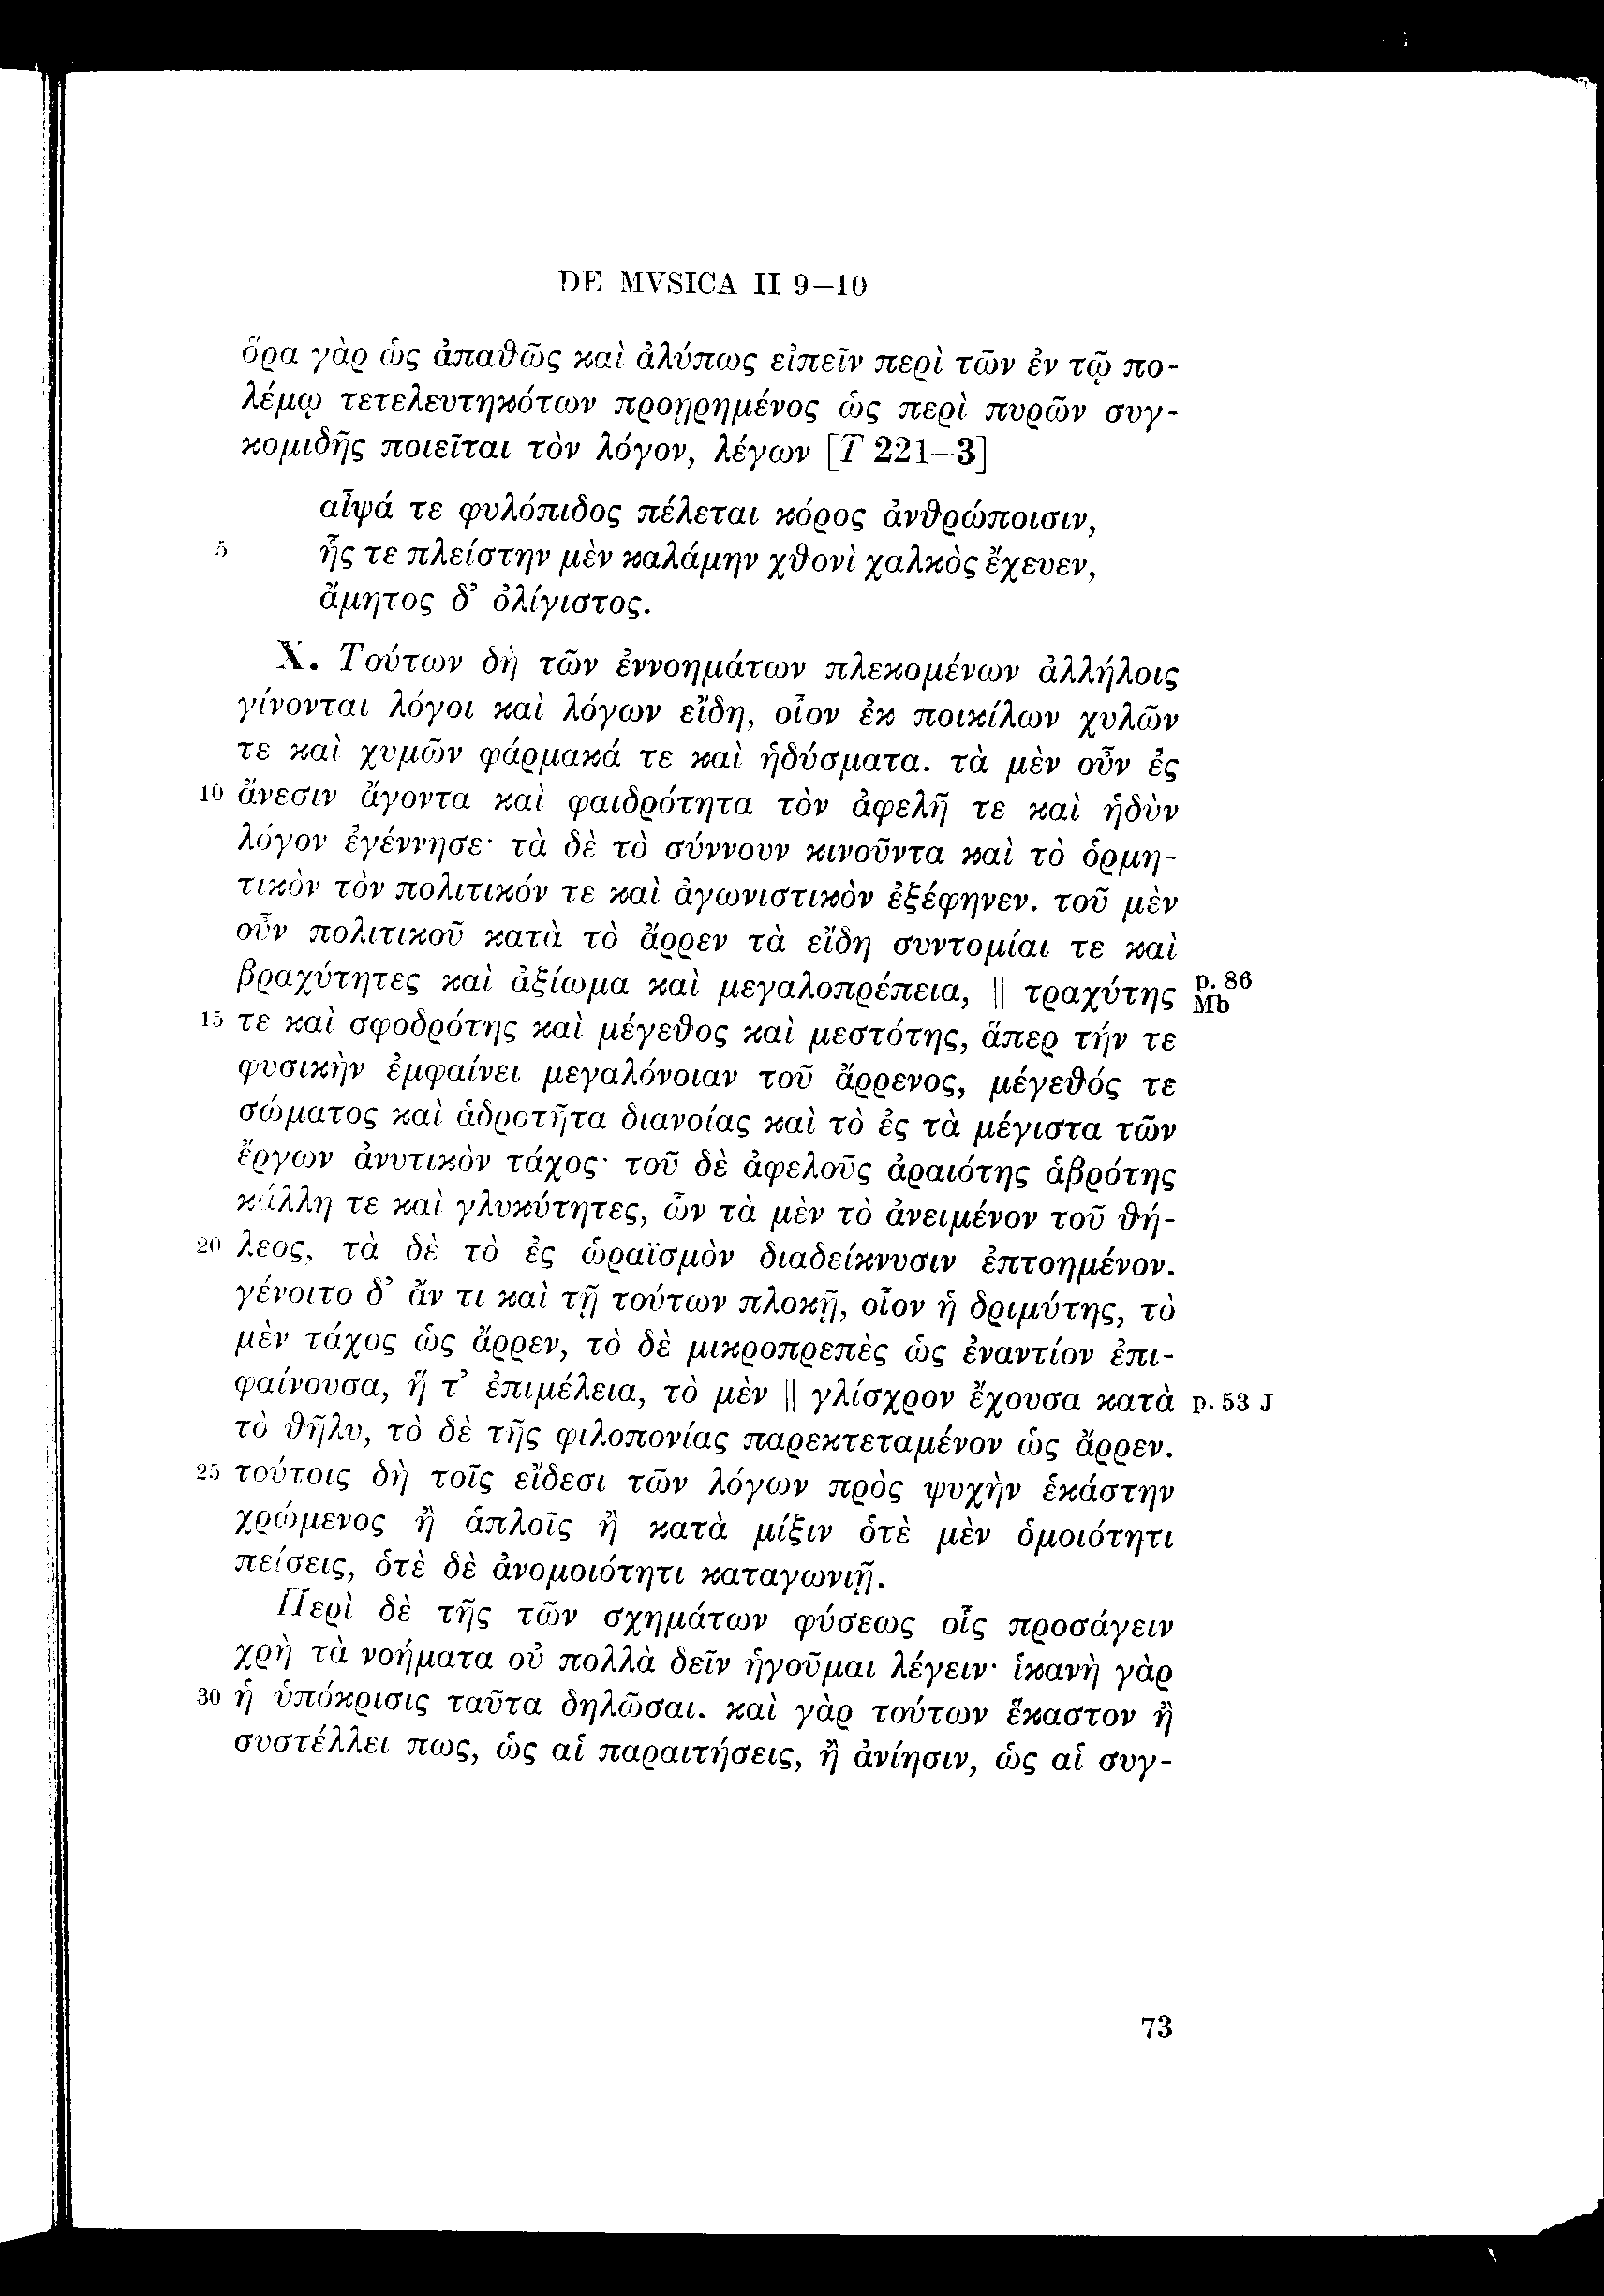 DE MVSICA II 9–10
ὅρα γὰρ ὡς ἀπαθῶς καὶ ἀλύπως εἰπεῖν περὶ τῶν ἐν τῷ πο-
λέμῳ τετελευτηκότων προῃρημένος ὡς περὶ πυρῶν συγ-
κομιδῆς ποιεῖται τὸν λόγον, λέγων [Τ 221–3]
αἶψά τε φυλόπιδος πέλεται κόρος ἀνθρώποισιν,
5 ἧς τε πλείστην μὲν καλάμην χθονὶ χαλκὸς ἔχευεν,
ἄμητος δ’ ὀλίγιστος.
X. Τούτων δὴ τῶν ἐννοημάτων πλεκομένων ἀλλήλοις
γίνονται λόγοι καὶ λόγων εἴδη, οἷον ἐκ ποικίλων χυλῶν
τε καὶ χυμῶν φάρμακά τε καὶ ἡδύσματα. τὰ μὲν οὖν ἐς
10 ἄνεσιν ἄγοντα καὶ φαιδρότητα τὸν ἀφελῆ τε καὶ ἡδὺν
λόγον ἐγέννησε· τὰ δὲ τὸ σύννουν κινοῦντα καὶ τὸ ὁρμη-
τικὸν τὸν πολιτικόν τε καὶ ἀγωνιστικὸν ἐξέφηνεν. τοῦ μὲν
οὖν πολιτικοῦ κατὰ τὸ ἄρρεν τὰ εἴδη συντομίαι τε καὶ
βραχύτητες καὶ ἀξίωμα καὶ μεγαλοπρέπεια, || τραχύτης p. 86 Mb
15 τε καὶ σφοδρότης καὶ μέγεθος καὶ μεστότης, ἅπερ τήν τε
φυσικὴν ἐμφαίνει μεγαλόνοιαν τοῦ ἄρρενος, μέγεθός τε
σώματος καὶ ἁδροτῆτα διανοίας καὶ τὸ ἐς τὰ μέγιστα τῶν
ἔργων ἀνυτικὸν τάχος· τοῦ δὲ ἀφελοῦς ἀραιότης ἁβρότης
κάλλη τε καὶ γλυκύτητες, ὧν τὰ μὲν τὸ ἀνειμένον τοῦ θή-
20 λεος, τὰ δὲ τὸ ἐς ὡραϊσμὸν διαδείκνυσιν ἐπτοημένον.
γένοιτο δ’ ἄν τι καὶ τῇ τούτων πλοκῇ, οἷον ἡ δριμύτης, τὸ
μὲν τάχος ὡς ἄρρεν, τὸ δὲ μικροπρεπὲς ὡς ἐναντίον ἐπι-
φαίνουσα, ἥ τ’ ἐπιμέλεια, τὸ μὲν || γλίσχρον ἔχουσα κατὰ p. 53 J
τὸ θῆλυ, τὸ δὲ τῆς φιλοπονίας παρεκτεταμένον ὡς ἄρρεν.
25 τούτοις δὴ τοῖς εἴδεσι τῶν λόγων πρὸς ψυχὴν ἑκάστην
χρώμενος ἢ ἁπλοῖς ἢ κατὰ μίξιν ὁτὲ μὲν ὁμοιότητι
πείσεις, ὁτὲ δὲ ἀνομοιότητι καταγωνιῇ.
Περὶ δὲ τῆς τῶν σχημάτων φύσεως οἷς προσάγειν
χρὴ τὰ νοήματα οὐ πολλὰ δεῖν ἡγοῦμαι λέγειν· ἱκανὴ γὰρ
30 ἡ ὑπόκρισις ταῦτα δηλῶσαι. καὶ γὰρ τούτων ἕκαστον ἢ
συστέλλει πως, ὡς αἱ παραιτήσεις, ἢ ἀνίησιν, ὡς αἱ συγ-
73